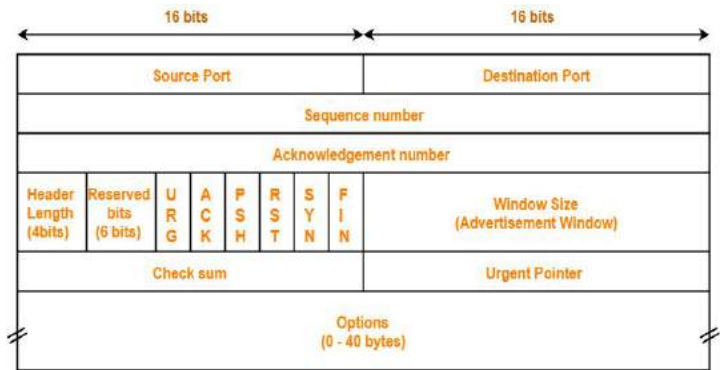 16 bits
16 bits
Source Port
Destination Port
Sequence number
Acknowledgement number
Header
Length
(4bits)
Reserved
bits
(6 bits)
U
R
G
A
C
K
P
S
H
R
S
T
S
Y
N
F
I
N
Window Size
(Advertisement Window)
Check sum
Urgent Pointer
Options
(0 - 40 bytes)